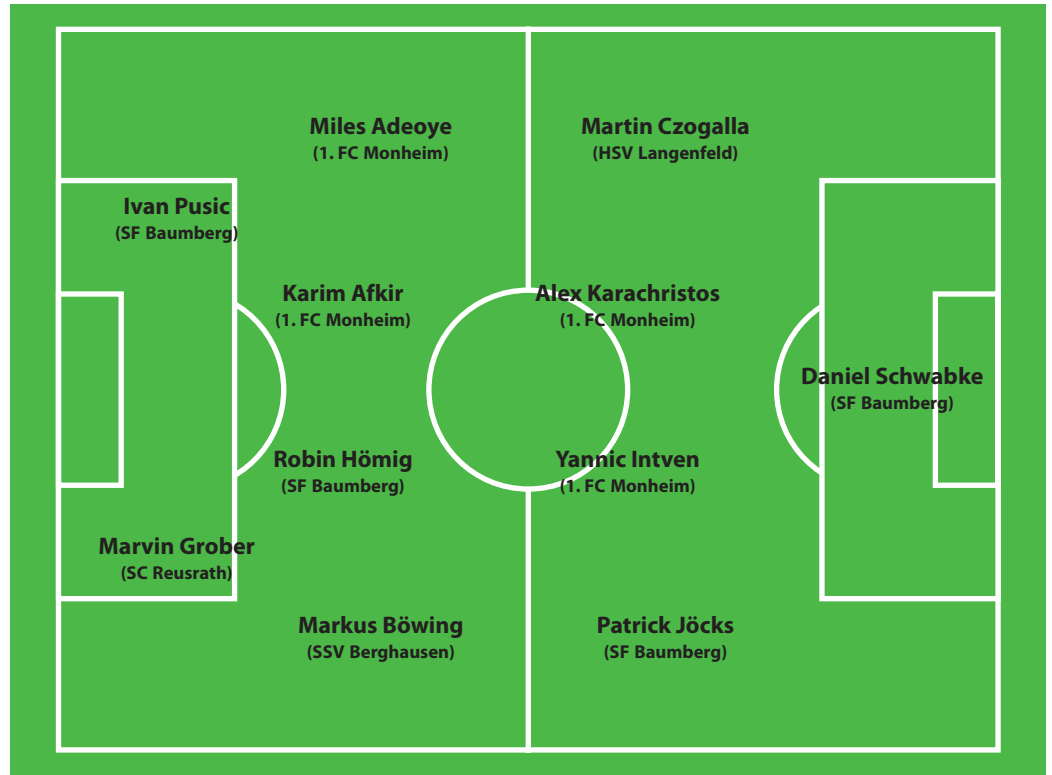 Miles Adeoye
(1. FC Monheim)
Martin Czogalla
(HSV Langenfeld)
Ivan Pusic
(SF Baumberg)
Karim Afkir
(1. FC Monheim)
Alex Karachristos
(1. FC Monheim)
Daniel Schwabke
(SF Baumberg)
Robin Hömig
(SF Baumberg)
Yannic Intven
(1. FC Monheim)
Marvin Grober
(SC Reusrath)
Markus Böwing
(SSV Berghausen)
Patrick Jöcks
(SF Baumberg)